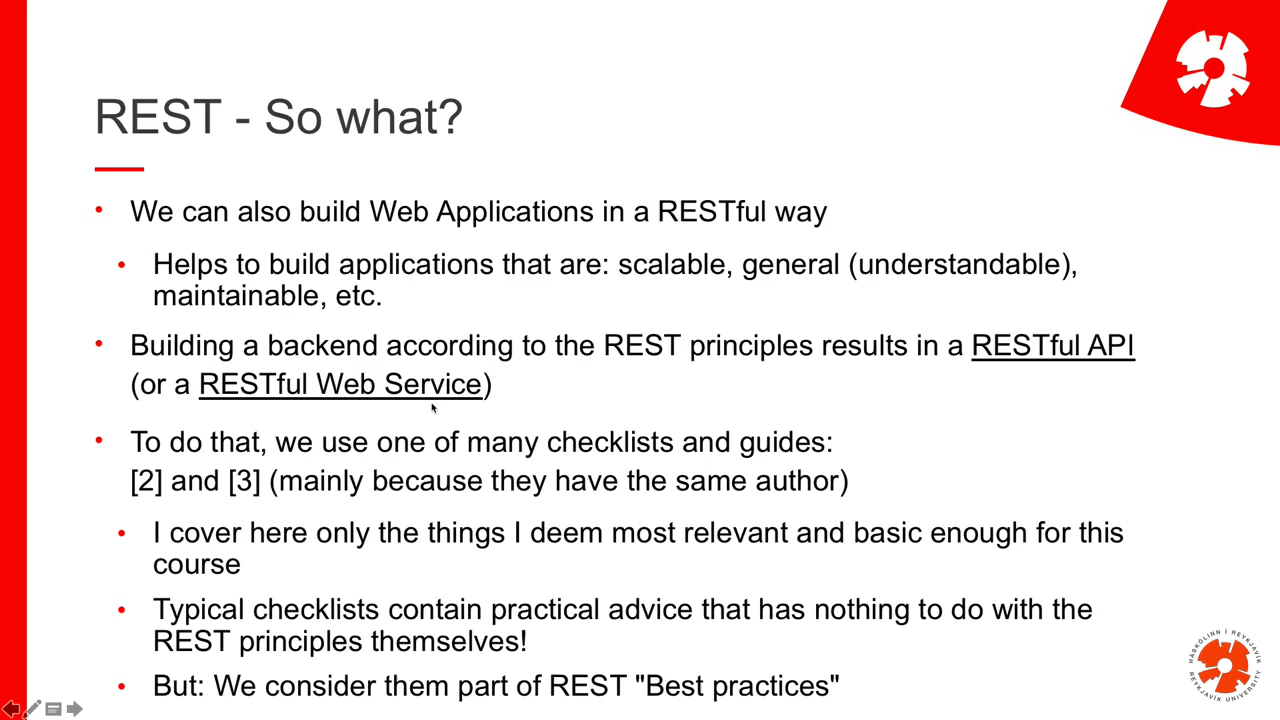 REST - So what?
• We can also build Web Applications in a RESTful way
• Helps to build applications that are: scalable, general (understandable),
maintainable, etc.
• Building a backend according to the REST principles results in a RESTful API
(or a RESTful Web Service)
• To do that, we use one of many checklists and guides:
[2] and [3] (mainly because they have the same author)
• I cover here only the things I deem most relevant and basic enough for this
course
• Typical checklists contain practical advice that has nothing to do with the
REST principles themselves!
• But: We consider them part of REST "Best practices"
HÁSKÓLINN Í REYKJAVÍK
REYKJAVÍK UNIVERSITY